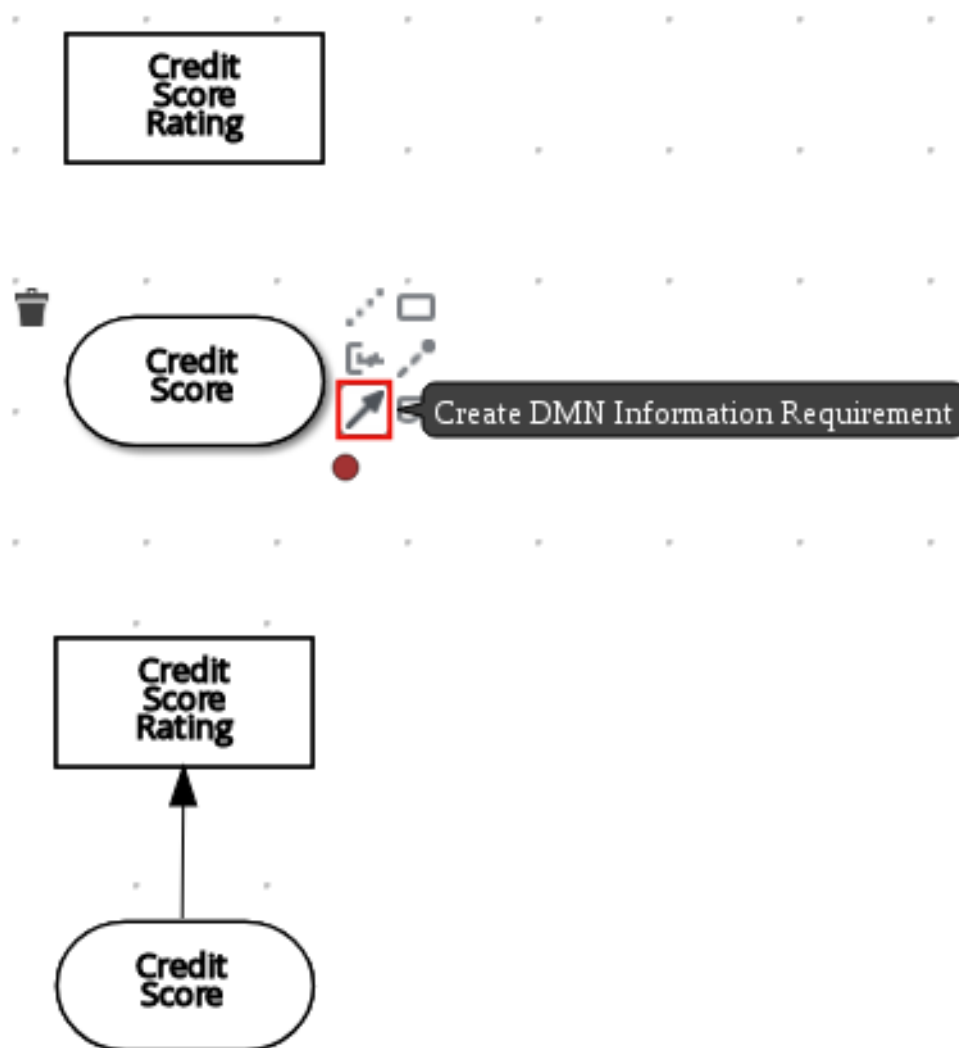 Credit
Score
Rating
Credit
Score
Create DMN Information Requirement
Credit
Score
Rating
Credit
Score